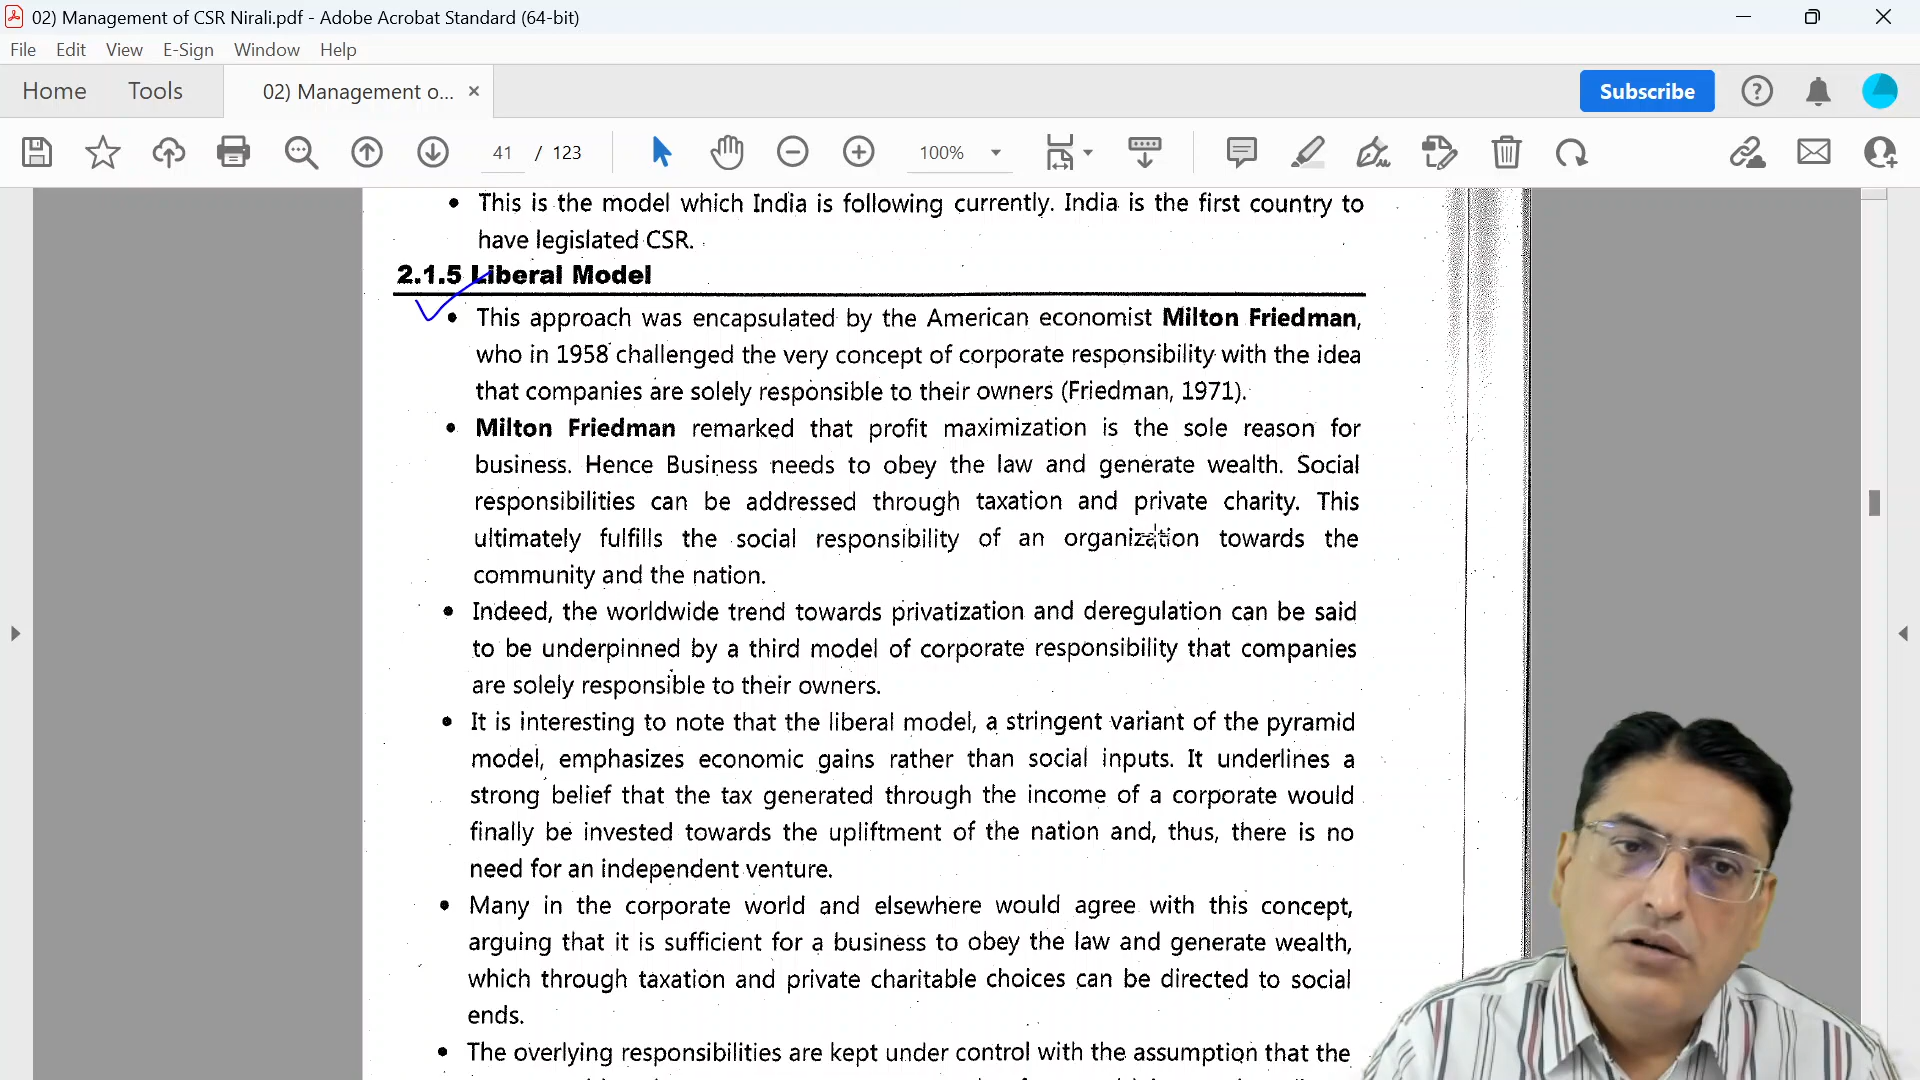 02) Management of CSR Nirali.pdf - Adobe Acrobat Standard (64-bit)
File Edit View E-Sign Window Help
Home Tools 02) Management o... ×
Subscribe
41 / 123
100%
• This is the model which India is following currently. India is the first country to
have legislated CSR.
2.1.5 Liberal Model
• This approach was encapsulated by the American economist Milton Friedman,
who in 1958 challenged the very concept of corporate responsibility with the idea
that companies are solely responsible to their owners (Friedman, 1971).
• Milton Friedman remarked that profit maximization is the sole reason for
business. Hence Business needs to obey the law and generate wealth. Social
responsibilities can be addressed through taxation and private charity. This
ultimately fulfills the social responsibility of an organization towards the
community and the nation.
• Indeed, the worldwide trend towards privatization and deregulation can be said
to be underpinned by a third model of corporate responsibility that companies
are solely responsible to their owners.
• It is interesting to note that the liberal model, a stringent variant of the pyramid
model, emphasizes economic gains rather than social inputs. It underlines a
strong belief that the tax generated through the income of a corporate would
finally be invested towards the upliftment of the nation and, thus, there is no
need for an independent venture.
• Many in the corporate world and elsewhere would agree with this concept,
arguing that it is sufficient for a business to obey the law and generate wealth,
which through taxation and private charitable choices can be directed to social
ends.
• The overlying responsibilities are kept under control with the assumption that the